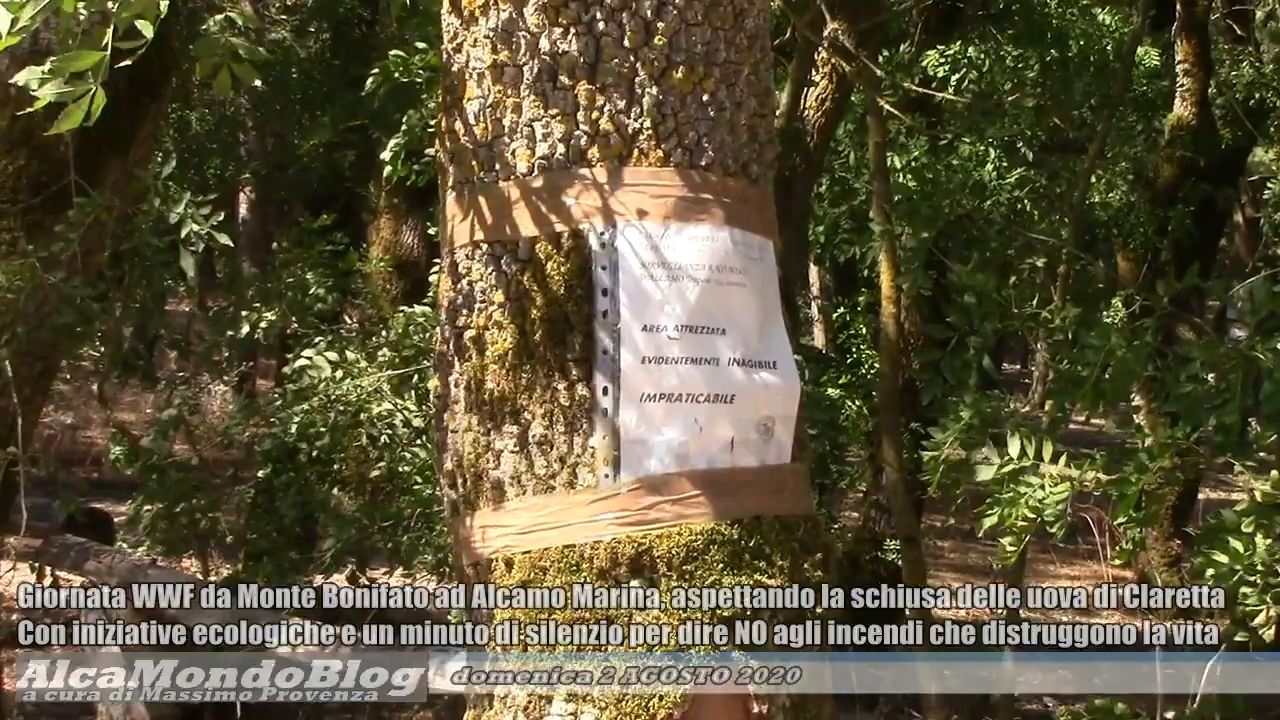 SORVEGLIANZA
D'ALCAMO
AREA ATTREZZATA
EVIDENTEMENTE INAGIBILE
IMPRATICABILE
Giornata WWF da Monte Bonifato ad Alcamo Marina, aspettando la schiusa delle uova di Claretta
Con iniziative ecologiche e un minuto di silenzio per dire NO agli incendi che distruggono la vita
AlcaMondoBlog
a cura di Massimo Provenza
domenica 2 AGOSTO 2020